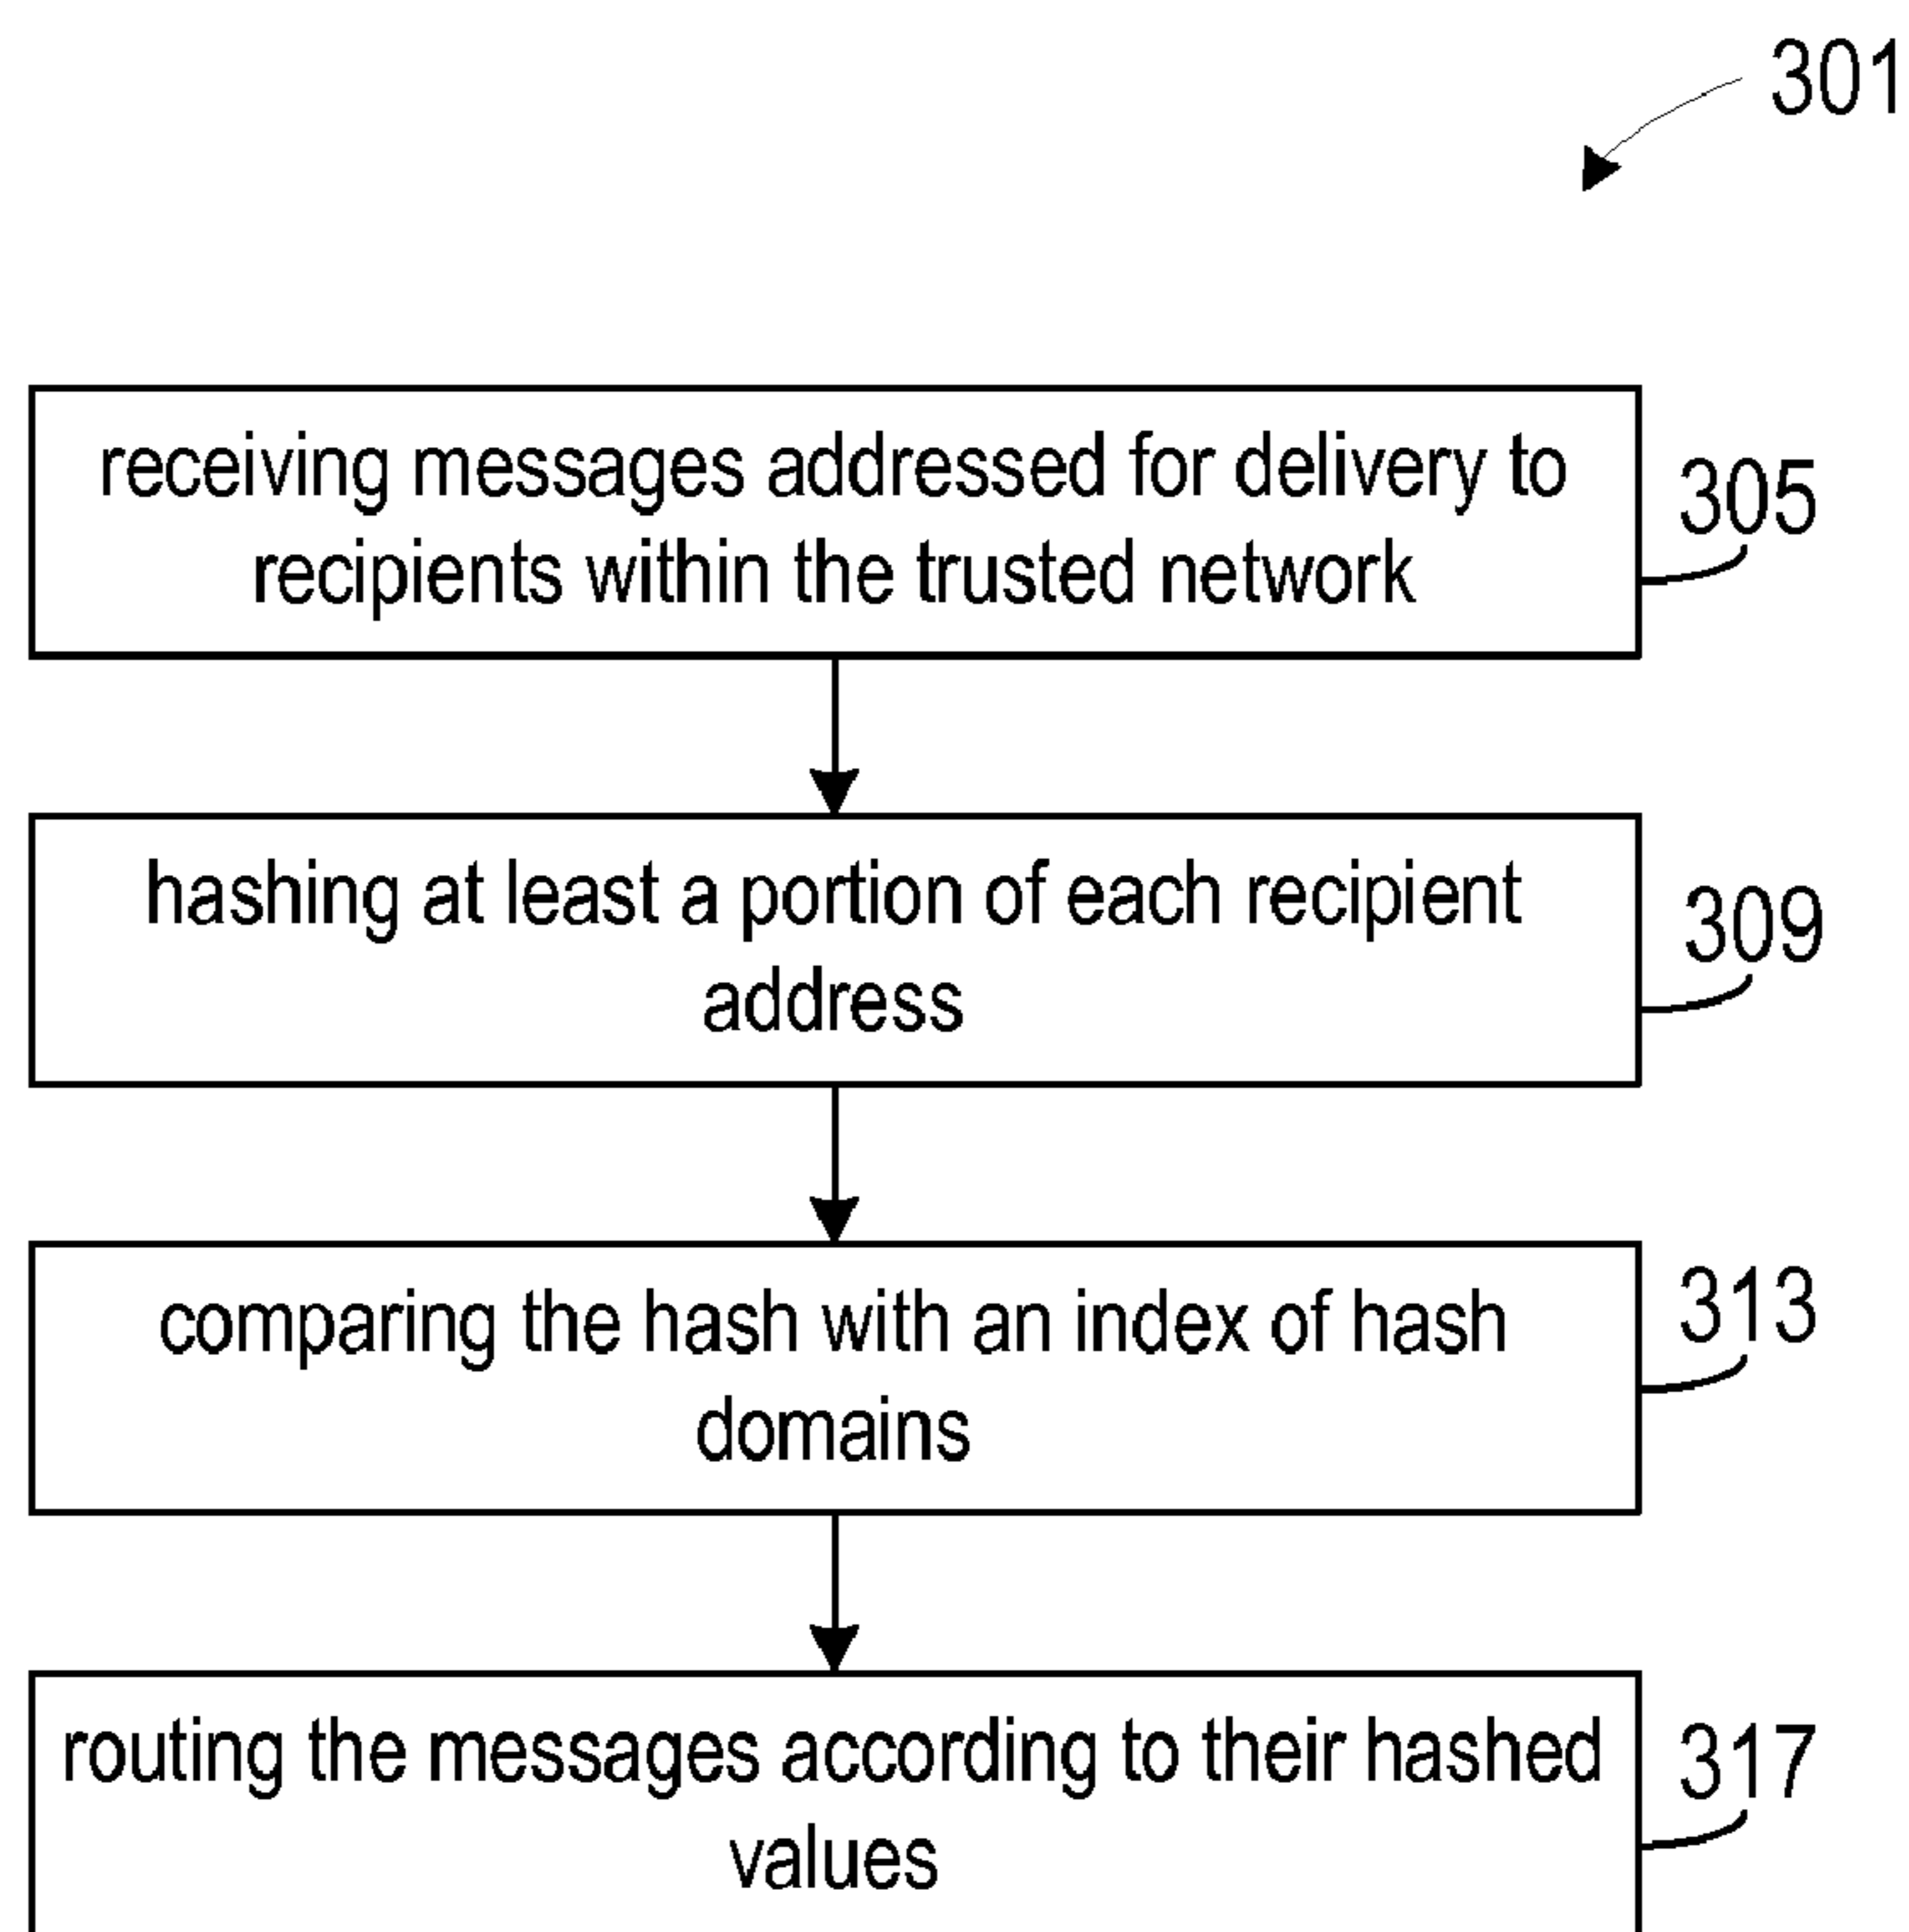 301
receiving messages addressed for delivery to
recipients within the trusted network
305
hashing at least a portion of each recipient
address
309
comparing the hash with an index of hash
domains
313
routing the messages according to their hashed
values
317